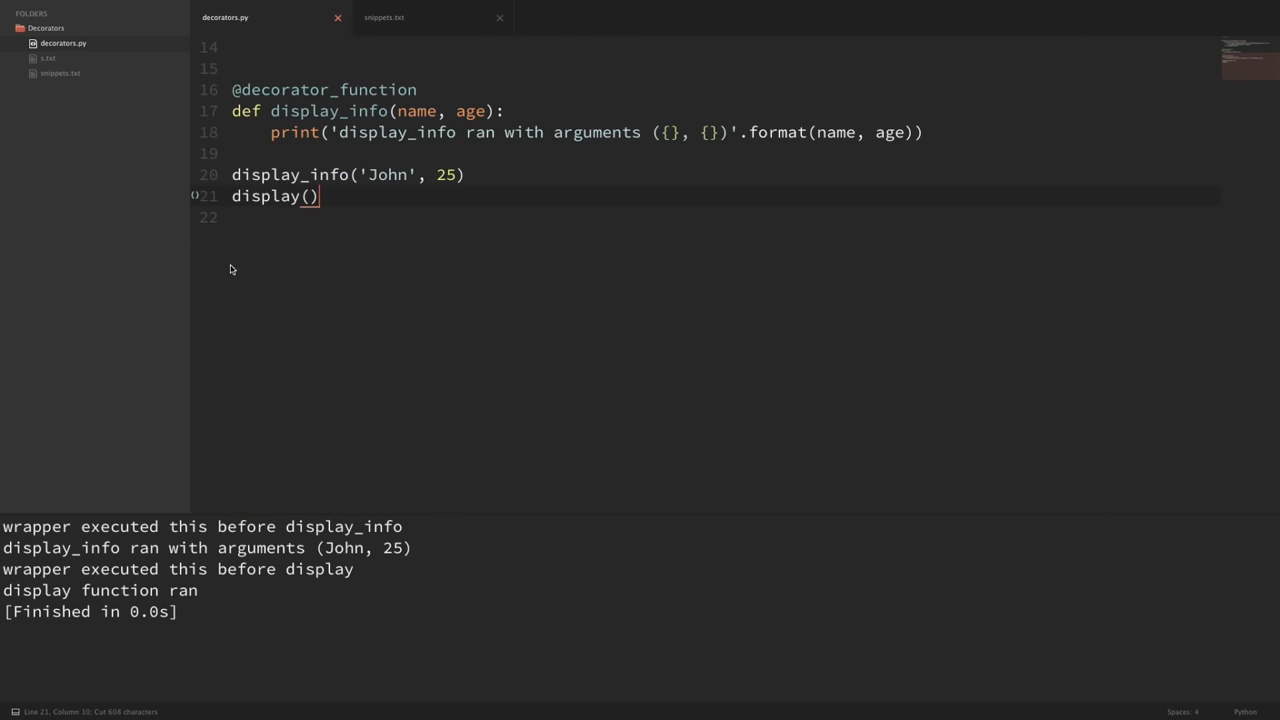 FOLDERS
Decorators
decorators.py
s.txt
snippets.txt
decorators.py
snippets.txt
14
15
16 @decorator_function
17 def display_info(name, age):
18 print('display_info ran with arguments ({}, {})'.format(name, age))
19
20 display_info('John', 25)
21 display()
22
wrapper executed this before display_info
display_info ran with arguments (John, 25)
wrapper executed this before display
display function ran
[Finished in 0.0s]
Line 21, Column 10; Cut 608 characters
Spaces: 4
Python